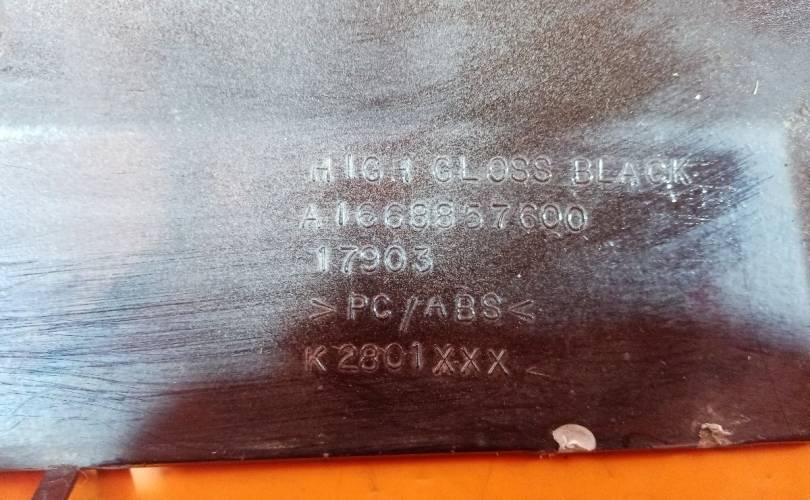 HIGH GLOSS BLACK
A1668857600
17903
>PC/ABS<
K2801XXX